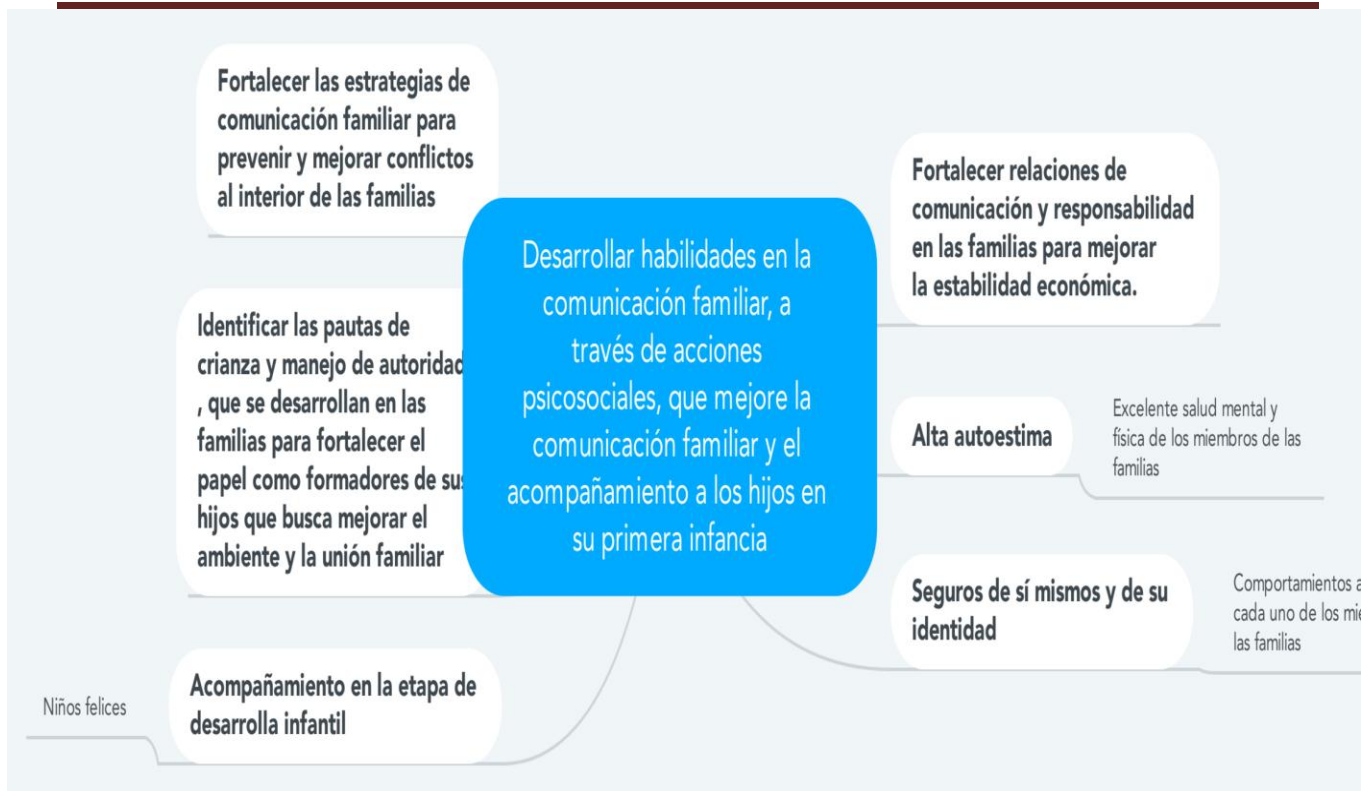 Fortalecer las estrategias de
comunicación familiar para
prevenir y mejorar conflictos
al interior de las familias
Identificar las pautas de
crianza y manejo de autoridad
, que se desarrollan en las
familias para fortalecer el
papel como formadores de sus
hijos que busca mejorar el
ambiente y la unión familiar
Niños felices
Acompañamiento en la etapa de
desarrolla infantil
Desarrollar habilidades en la
comunicación familiar, a
través de acciones
psicosociales, que mejore la
comunicación familiar y el
acompañamiento a los hijos en
su primera infancia
Fortalecer relaciones de
comunicación y responsabilidad
en las familias para mejorar
la estabilidad económica.
Alta autoestima
Excelente salud mental y
física de los miembros de las
familias
Seguros de sí mismos y de su
identidad
Comportamientos
cada uno de los
las familias